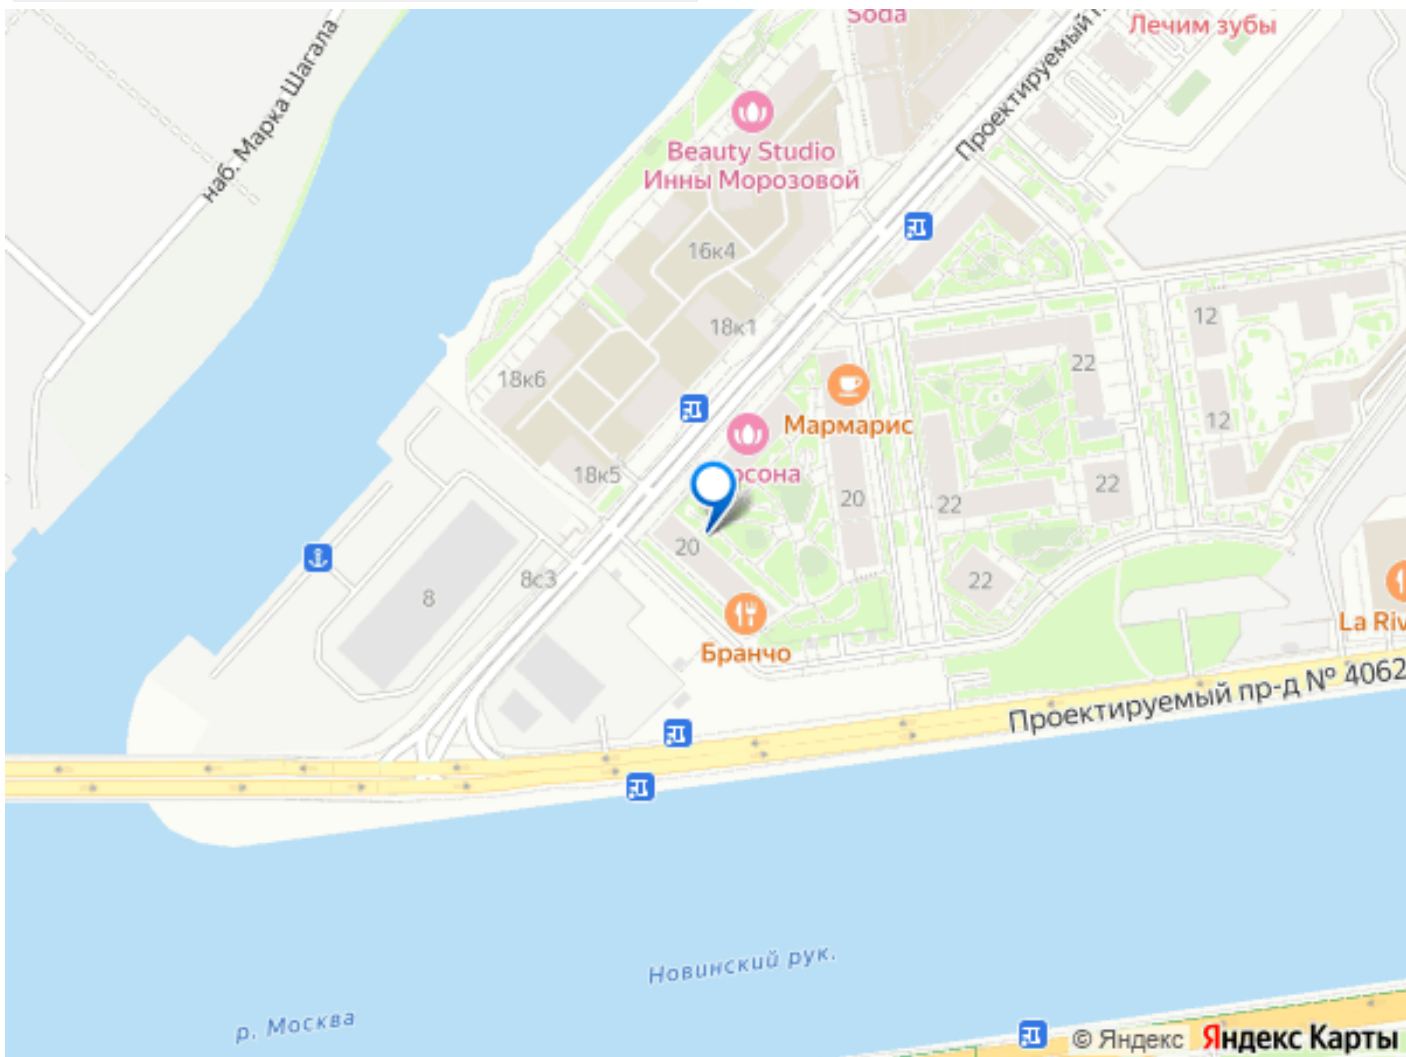 Soda
Лечим зубы
наб. Марка Шагала
Проектируемый
Beauty Studio
Инны Морозовой
16к4
18к1
12
18к6
22
Мармарис
12
18к5
20
22
22
20
8с3
8
22
Бранчо
La Riv
Проектируемый пр-д № 4062
Новинский рук.
р. Москва
© Яндекс Яндекс Карты